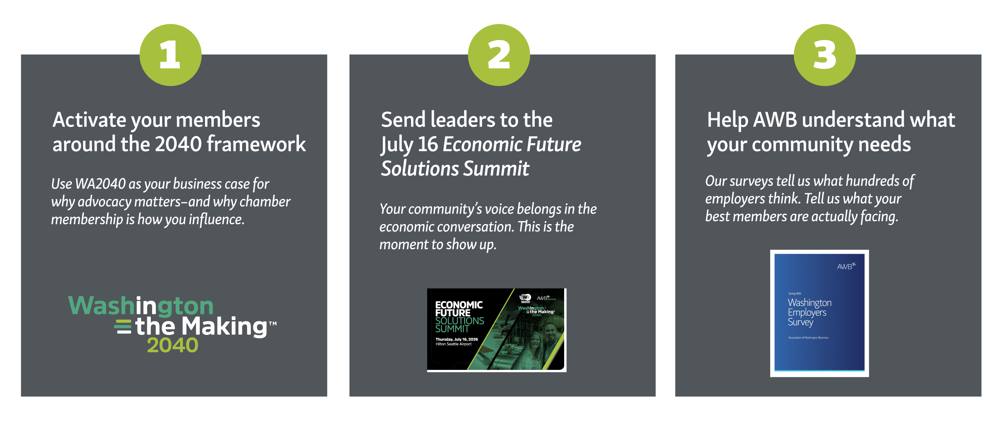 1
Activate your members
around the 2040 framework
Use WA2040 as your business case for
why advocacy matters–and why chamber
membership is how you influence.
Washington
the Making™
2040
2
Send leaders to the
July 16 Economic Future
Solutions Summit
Your community’s voice belongs in the
economic conversation. This is the
moment to show up.
ECONOMIC
FUTURE
SOLUTIONS
SUMMIT
Thursday, July 16, 2026
Hilton Seattle Airport
WR
WASHINGTON
ROUNDTABLE
AWB INSTITUTE
Washington
the Making™
2040
3
Help AWB understand what
your community needs
Our surveys tell us what hundreds of
employers think. Tell us what your
best members are actually facing.
AWB
Spring 2026
Washington
Employers
Survey
Association of Washington Business